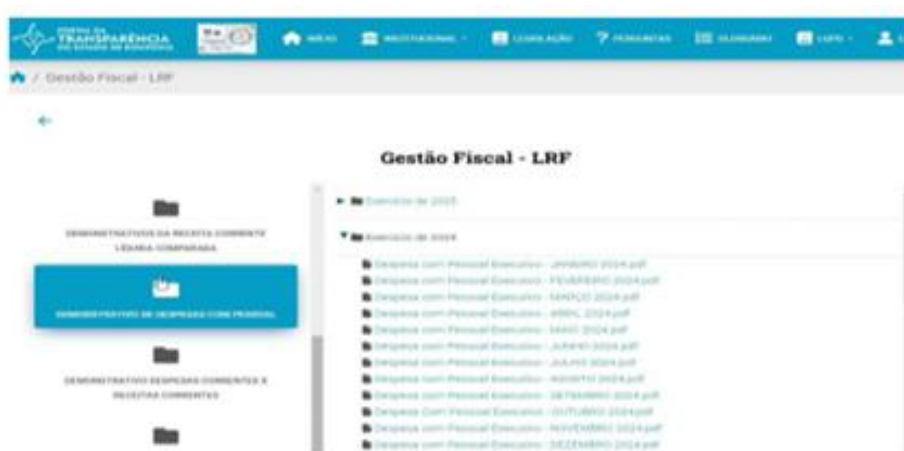 PORTAL DA
TRANSPARÊNCIA
DO ESTADO DE RONDÔNIA
INÍCIO
INSTITUCIONAL
LEGISLAÇÃO
PERGUNTAS
GLOSSÁRIO
LGPD
/ Gestão Fiscal - LRF
Gestão Fiscal - LRF
DEMONSTRATIVOS DA RECEITA CORRENTE
LÍQUIDA COMPARADA
DEMONSTRATIVO DE DESPESAS COM PESSOAL
DEMONSTRATIVO DESPESAS CORRENTES X
RECEITAS CORRENTES
Exercício de 2025
Exercício de 2024
Despesa com Pessoal Executivo - JANEIRO 2024.pdf
Despesa com Pessoal Executivo - FEVEREIRO 2024.pdf
Despesa com Pessoal Executivo - MARÇO 2024.pdf
Despesa com Pessoal Executivo - ABRIL 2024.pdf
Despesa com Pessoal Executivo - MAIO 2024.pdf
Despesa com Pessoal Executivo - JUNHO 2024.pdf
Despesa com Pessoal Executivo - JULHO 2024.pdf
Despesa com Pessoal Executivo - AGOSTO 2024.pdf
Despesa com Pessoal Executivo - SETEMBRO 2024.pdf
Despesa com Pessoal Executivo - OUTUBRO 2024.pdf
Despesa com Pessoal Executivo - NOVEMBRO 2024.pdf
Despesa com Pessoal Executivo - DEZEMBRO 2024.pdf